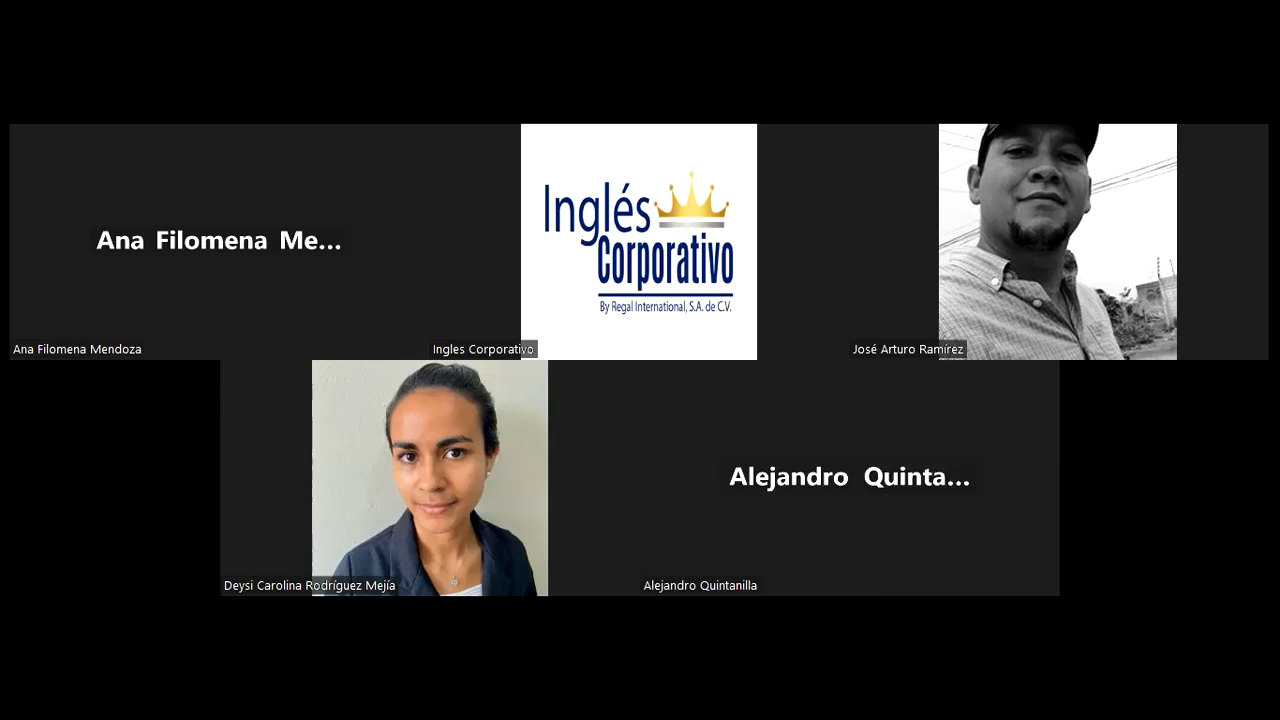 Ana Filomena Me...
Ana Filomena Mendoza
Inglés
Corporativo
By Regal International, S.A. de C.V.
Ingles Corporativo
José Arturo Ramírez
Deysi Carolina Rodríguez Mejía
Alejandro Quinta...
Alejandro Quintanilla